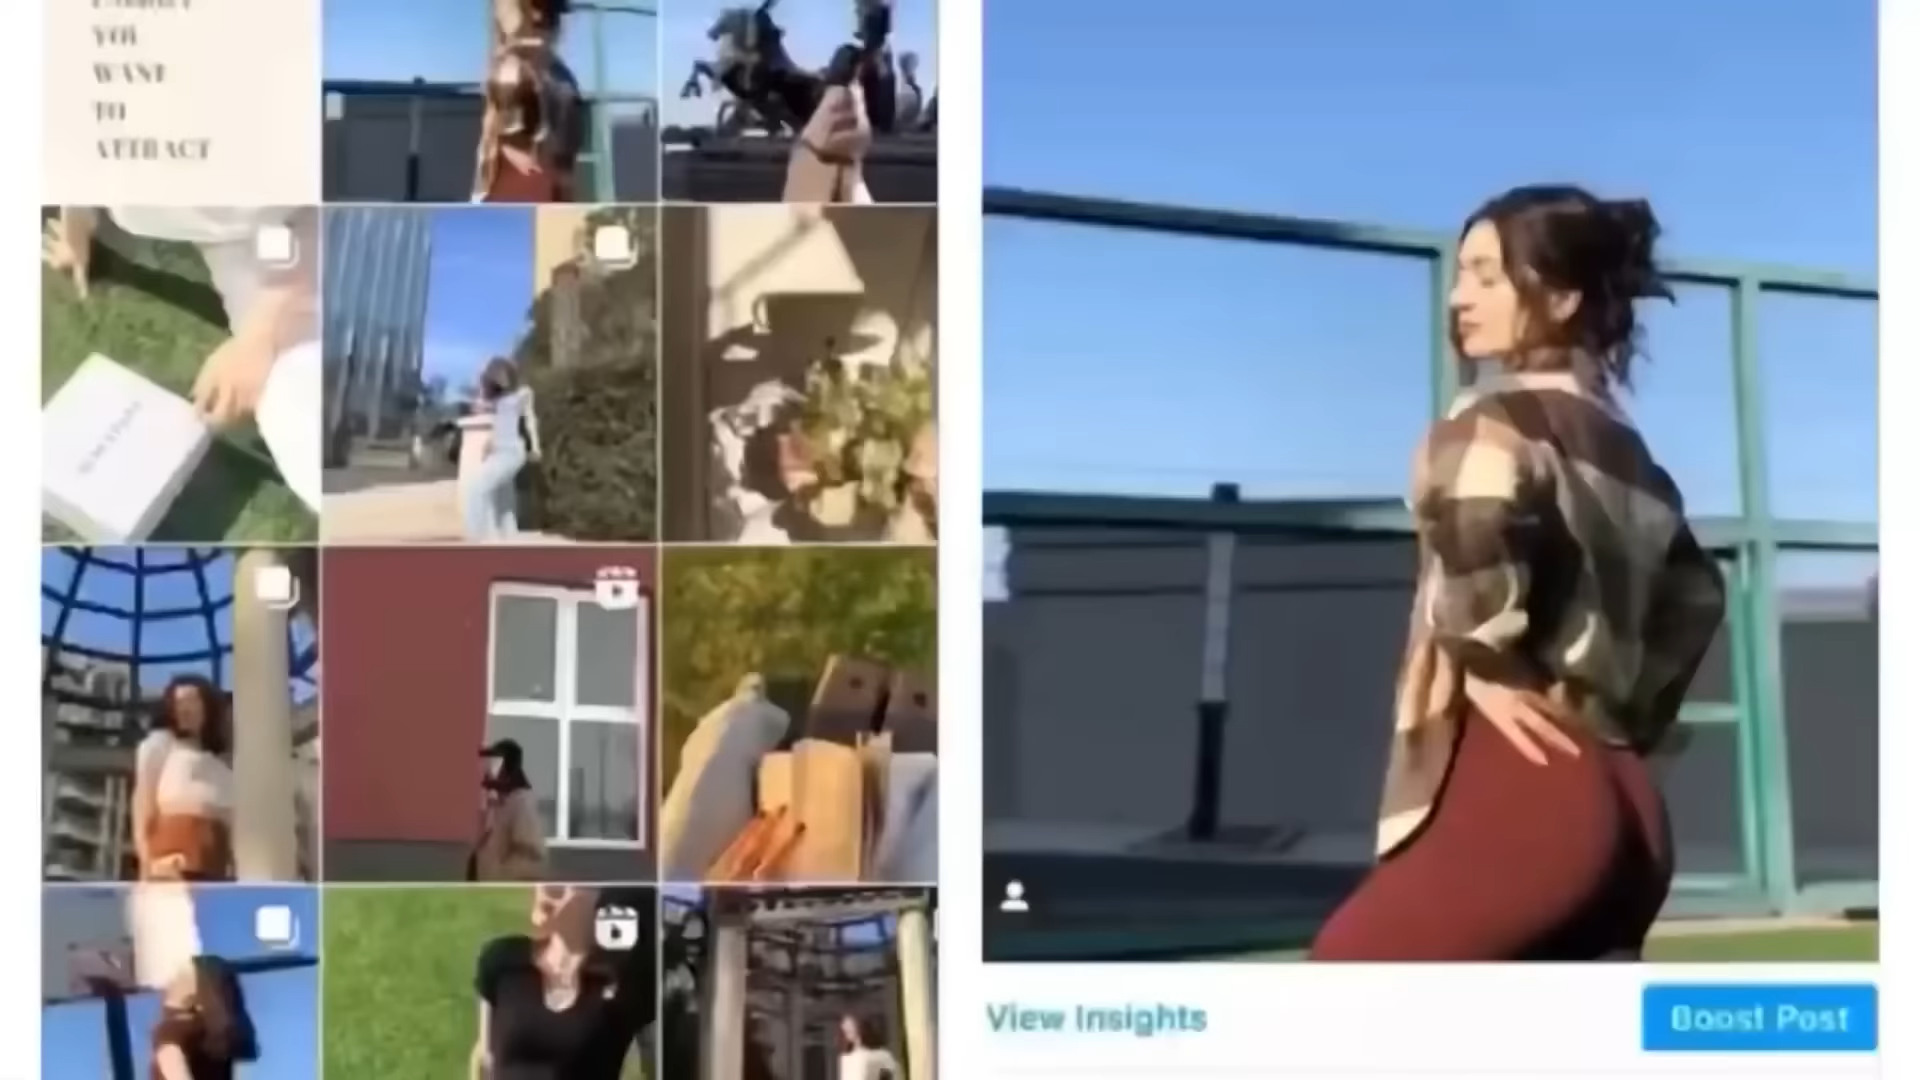 YOU
WANT
TO
ATTRACT
View Insights
Boost Post